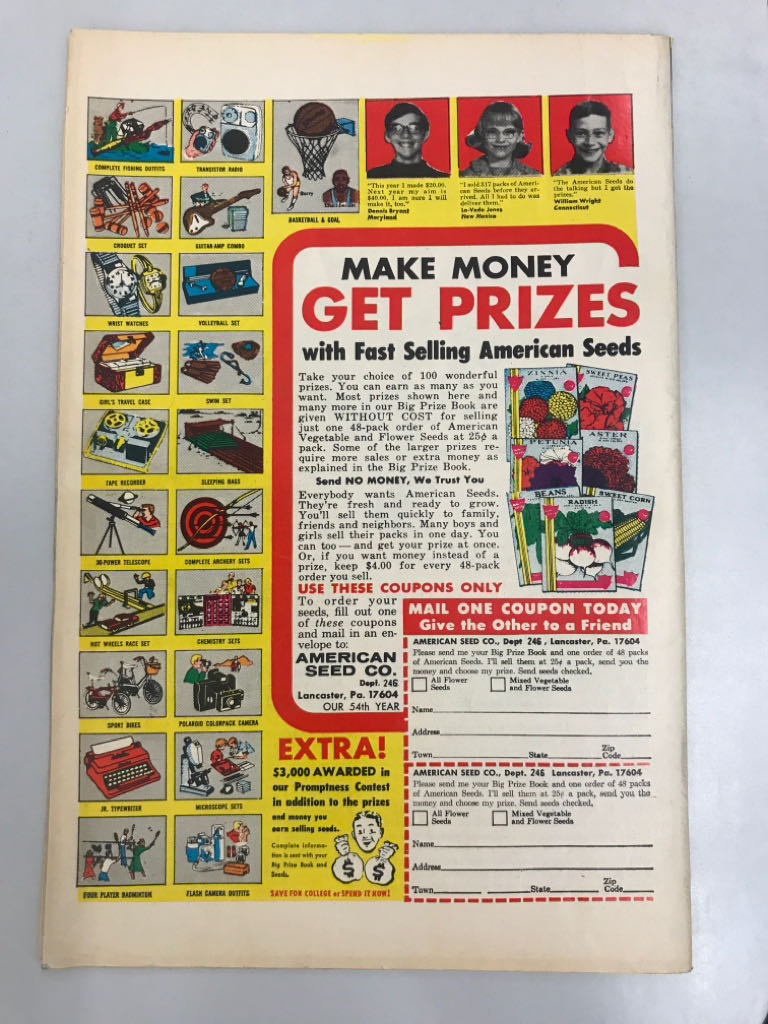 COMPLETE FISHING OUTFITS
TRANSISTOR RADIO
BASKETBALL & GOAL
CROQUET SET
GUITAR-AMP COMBO
WRIST WATCHES
VOLLEYBALL SET
GIRL'S TRAVEL CASE
SWIM SET
TAPE RECORDER
SLEEPING BAGS
30-POWER TELESCOPE
COMPLETE ARCHERY SETS
HOT WHEELS RACE SET
CHEMISTRY SETS
SPORT BIKES
POLAROID COLORPACK CAMERA
JR. TYPEWRITER
MICROSCOPE SETS
FOUR PLAYER BADMINTON
FLASH CAMERA OUTFITS
"This year I made $20.00.
Next year my aim is
$40.00. I am sure I will
make it, too."
Dennis Bryant
Maryland
"I sold 317 packs of Ameri-
can Seeds before they ar-
rived. All I had to do was
deliver them."
La-Vada Jones
New Mexico
"The American Seeds do
the talking but I get the
prizes."
William Wright
Connecticut
MAKE MONEY
GET PRIZES
with Fast Selling American Seeds
Take your choice of 100 wonderful
prizes. You can earn as many as you
want. Most prizes shown here and
many more in our Big Prize Book are
given WITHOUT COST for selling
just one 48-pack order of American
Vegetable and Flower Seeds at 25¢ a
pack. Some of the larger prizes re-
quire more sales or extra money as
explained in the Big Prize Book.
Send NO MONEY, We Trust You
Everybody wants American Seeds.
They're fresh and ready to grow.
You'll sell them quickly to family,
friends and neighbors. Many boys and
girls sell their packs in one day. You
can too — and get your prize at once.
Or, if you want money instead of a
prize, keep $4.00 for every 48-pack
order you sell.
ZINNIA
SWEET PEAS
PETUNIA
ASTER
BEANS
RADISH
SWEET CORN
USE THESE COUPONS ONLY
To order your
seeds, fill out one
of these coupons
and mail in an en-
velope to:
AMERICAN
SEED CO.
Dept. 246
Lancaster, Pa. 17604
OUR 54th YEAR
MAIL ONE COUPON TODAY
Give the Other to a Friend
AMERICAN SEED CO., Dept 246, Lancaster, Pa. 17604
Please send me your Big Prize Book and one order of 48 packs
of American Seeds. I'll sell them at 25¢ a pack, send you the
money and choose my prize. Send seeds checked.
All Flower
Seeds
Mixed Vegetable
and Flower Seeds
Name
Address
Town State Zip
Code
AMERICAN SEED CO., Dept. 246 Lancaster, Pa. 17604
Please send me your Big Prize Book and one order of 48 packs
of American Seeds. I'll sell them at 25¢ a pack, send you the
money and choose my prize. Send seeds checked.
All Flower
Seeds
Mixed Vegetable
and Flower Seeds
Name
Address
Town State Zip
Code
EXTRA!
$3,000 AWARDED in
our Promptness Contest
in addition to the prizes
and money you
earn selling seeds.
Complete informa-
tion is sent with your
Big Prize Book and
Seeds.
$ $
SAVE FOR COLLEGE or SPEND IT NOW!